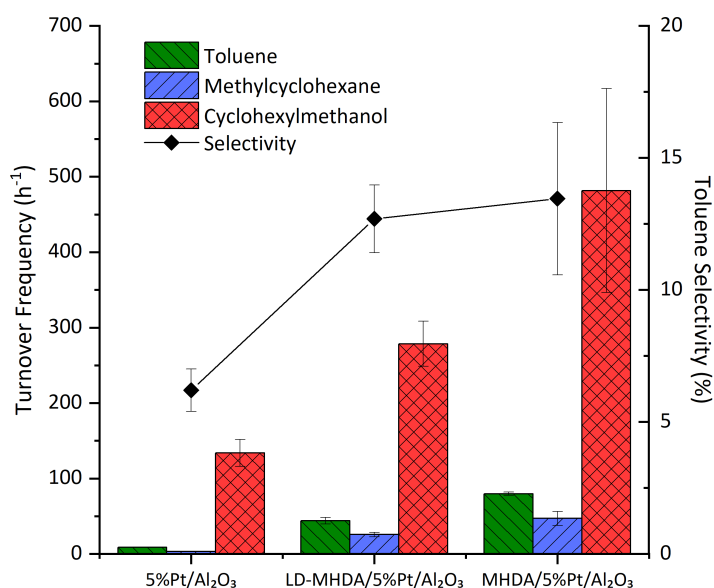 700
600
500
400
300
200
100
0
Turnover Frequency (h⁻¹)
Toluene
Methylcyclohexane
Cyclohexylmethanol
Selectivity
20
15
10
5
0
Toluene Selectivity (%)
5%Pt/Al₂O₃
LD-MHDA/5%Pt/Al₂O₃
MHDA/5%Pt/Al₂O₃